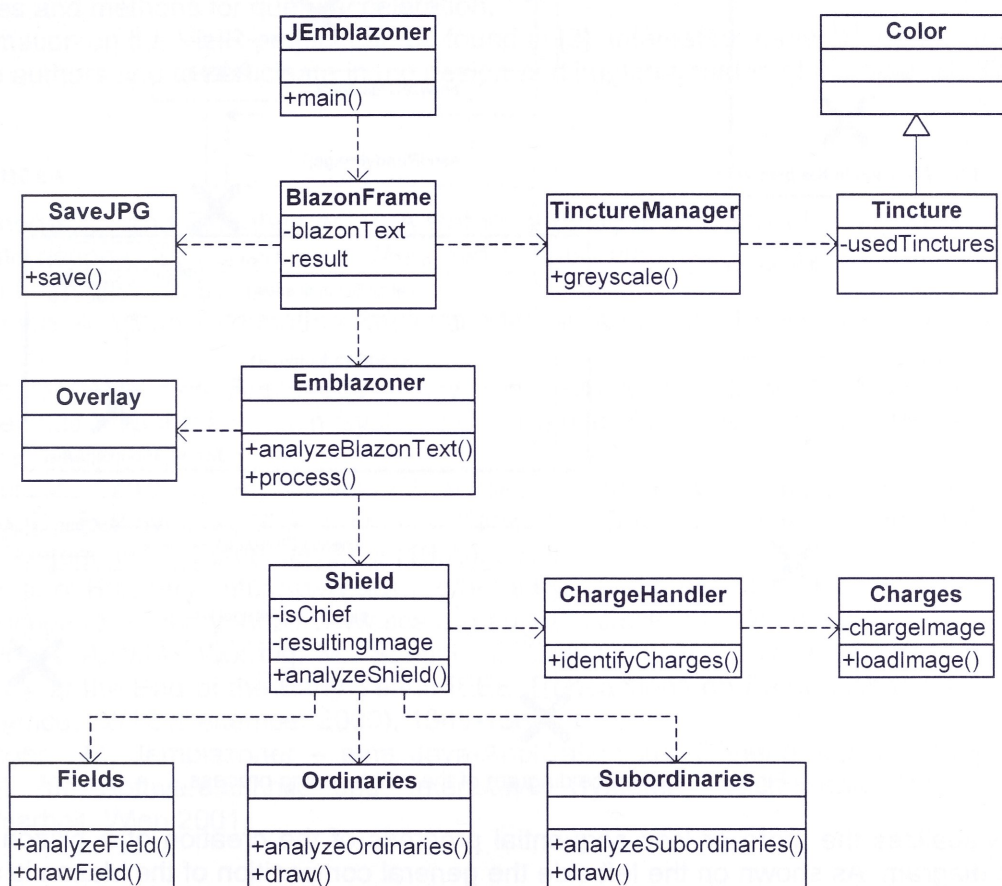 JEmblazoner
+main()
Color
SaveJPG
+save()
BlazonFrame
-blazonText
-result
TinctureManager
+greyscale()
Tincture
-usedTinctures
Overlay
Emblazoner
+analyzeBlazonText()
+process()
Shield
-isChief
-resultingImage
+analyzeShield()
ChargeHandler
+identifyCharges()
Charges
-chargeImage
+loadImage()
Fields
+analyzeField()
+drawField()
Ordinaries
+analyzeOrdinaries()
+draw()
Subordinaries
+analyzeSubordinaries()
+draw()